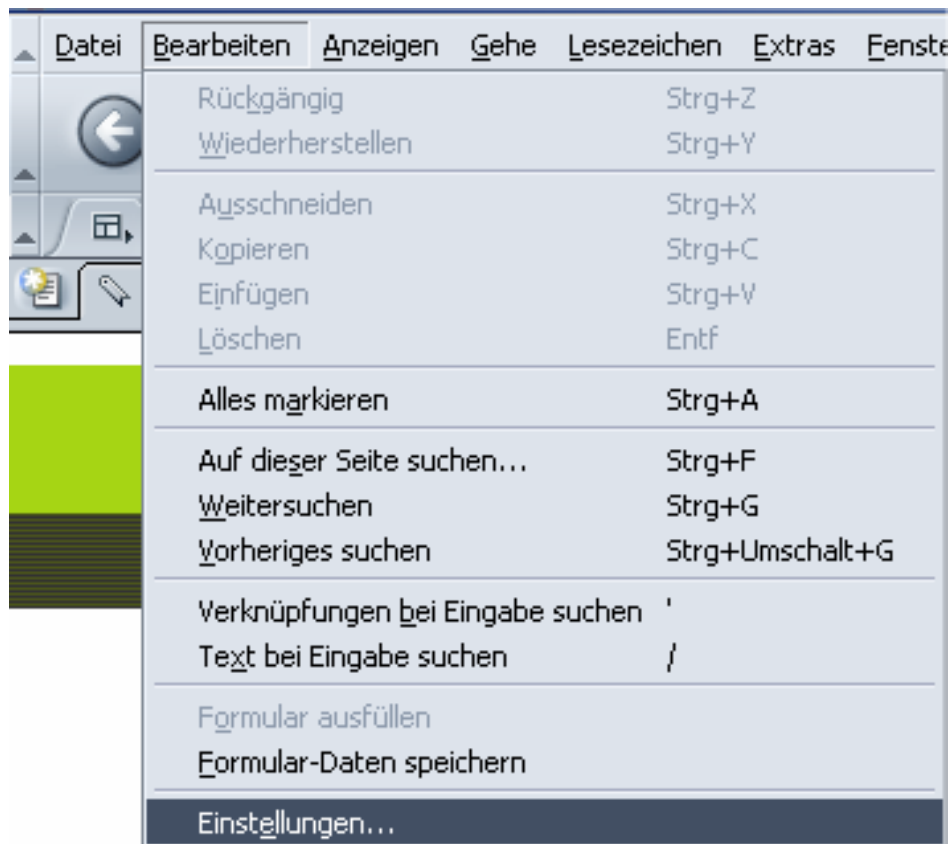 Datei Bearbeiten Anzeigen Gehe Lesezeichen Extras Fenste
Rückgängig Strg+Z
Wiederherstellen Strg+Y
Ausschneiden Strg+X
Kopieren Strg+C
Einfügen Strg+V
Löschen Entf
Alles markieren Strg+A
Auf dieser Seite suchen... Strg+F
Weitersuchen Strg+G
Vorheriges suchen Strg+Umschalt+G
Verknüpfungen bei Eingabe suchen '
Text bei Eingabe suchen /
Formular ausfüllen
Formular-Daten speichern
Einstellungen...